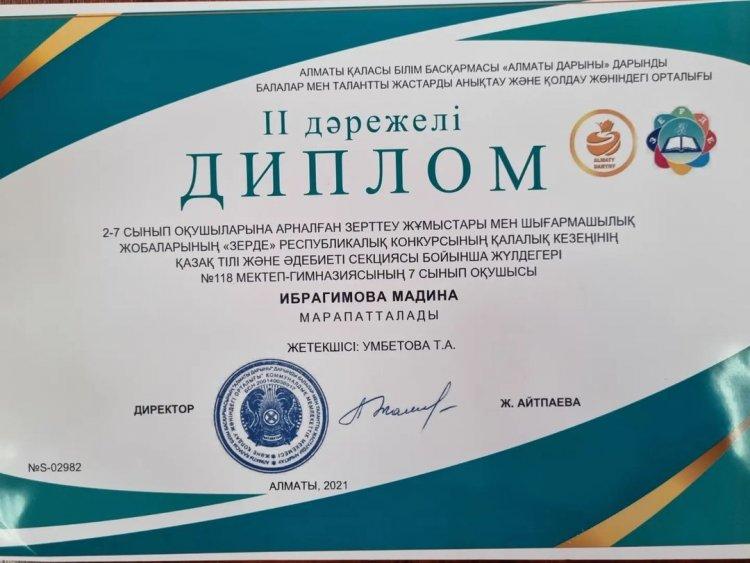 АЛМАТЫ ҚАЛАСЫ БІЛІМ БАСҚАРМАСЫ «АЛМАТЫ ДАРЫНЫ» ДАРЫНДЫ
БАЛАЛАР МЕН ТАЛАНТТЫ ЖАСТАРДЫ АНЫҚТАУ ЖӘНЕ ҚОЛДАУ ЖӨНІНДЕГІ ОРТАЛЫҒЫ
II дәрежелі
ДИПЛОМ
ALMATY
DARYNY
ЗЕРДЕ
2-7 СЫНЫП ОҚУШЫЛАРЫНА АРНАЛҒАН ЗЕРТТЕУ ЖҰМЫСТАРЫ МЕН ШЫҒАРМАШЫЛЫҚ
ЖОБАЛАРЫНЫҢ «ЗЕРДЕ» РЕСПУБЛИКАЛЫҚ КОНКУРСЫНЫҢ ҚАЛАЛЫҚ КЕЗЕҢІНІҢ
ҚАЗАҚ ТІЛІ ЖӘНЕ ӘДЕБИЕТІ СЕКЦИЯСЫ БОЙЫНША ЖҮЛДЕГЕРІ
№118 МЕКТЕП-ГИМНАЗИЯСЫНЫҢ 7 СЫНЫП ОҚУШЫСЫ
ИБРАГИМОВА МАДИНА
МАРАПАТТАЛАДЫ
ЖЕТЕКШІСІ: УМБЕТОВА Т.А.
ДИРЕКТОР
Ж. АЙТПАЕВА
№S-02982
АЛМАТЫ, 2021